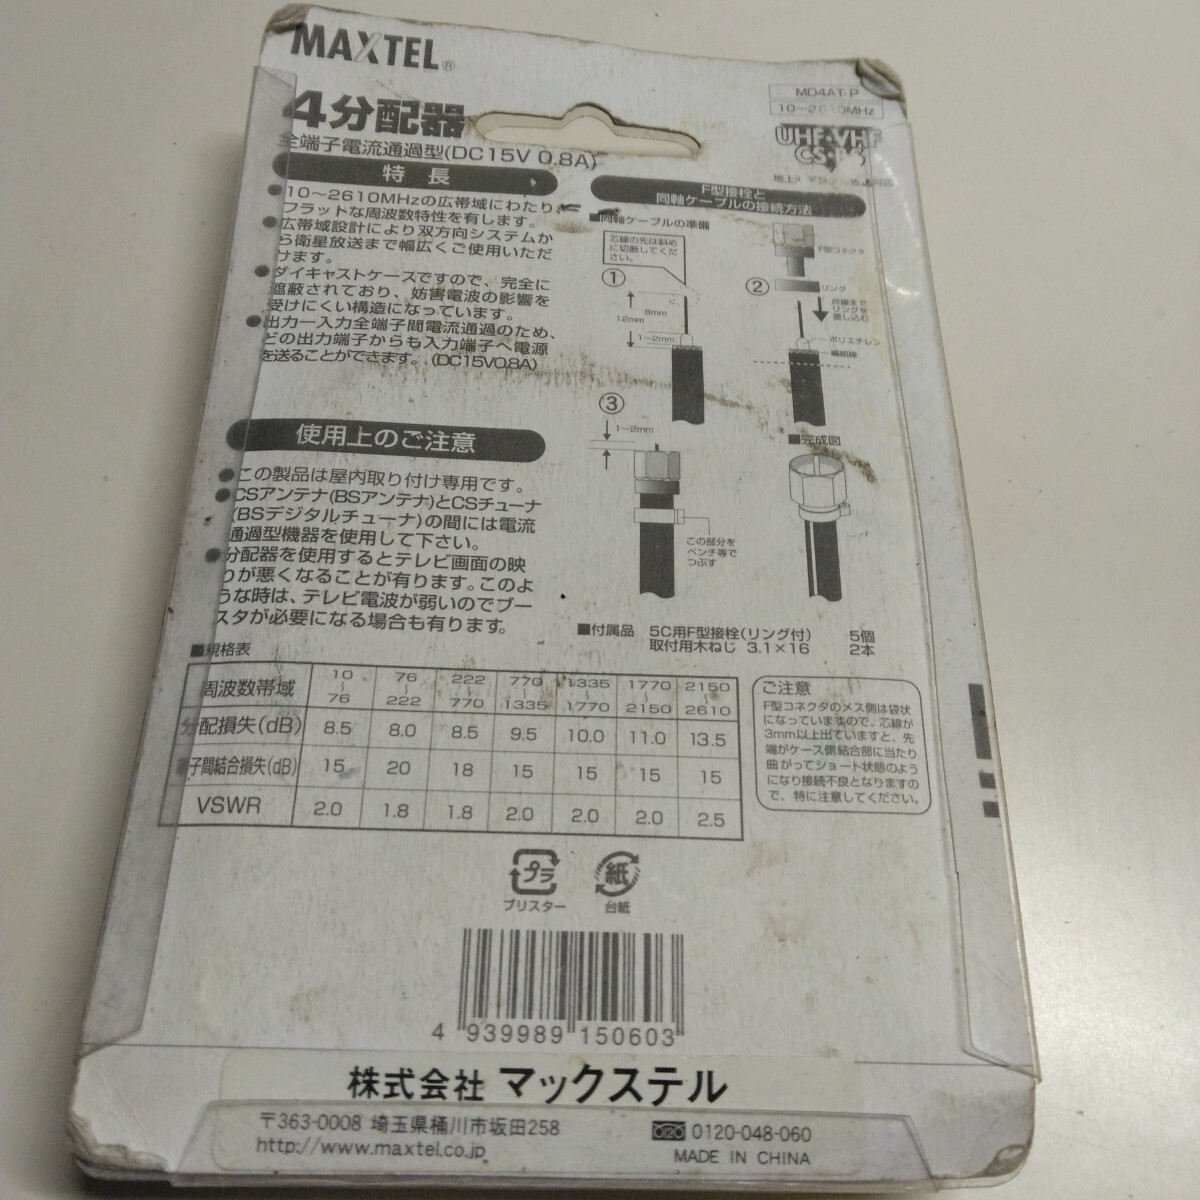 MAXTEL®
MD4AT-P
10〜2610MHz
UHF・VHF
CS・BS
4分配器
全端子電流通過型(DC15V 0.8A)
特 長
●10〜2610MHzの広帯域にわたり、
フラットな周波数特性を有します。
●広帯域設計により双方向システムか
ら衛星放送まで幅広くご使用いただ
けます。
●ダイキャストケースですので、完全に
遮蔽されており、妨害電波の影響を
受けにくい構造になっています。
●出力ー入力全端子間電流通過のため、
どの出力端子からも入力端子へ電源
を送ることができます。(DC15V0.8A)
使用上のご注意
●この製品は屋内取り付け専用です。
●CSアンテナ(BSアンテナ)とCSチューナ
(BSデジタルチューナ)の間には電流
通過型機器を使用して下さい。
●分配器を使用するとテレビ画面の映
りが悪くなることが有ります。このよ
うな時は、テレビ電波が弱いのでブー
スタが必要になる場合も有ります。
F型接栓と
同軸ケーブルの接続方法
■同軸ケーブルの準備
芯線の先は斜め
に切断してくだ
さい。
①
8mm
12mm
1〜2mm
②
F型コネクタ
リング
点線まで
リングを
差し込む
ポリエチレン
編組線
③
1〜2mm
この部分を
ペンチ等で
つぶす
■完成図
■付属品 5C用F型接栓(リング付) 5個
取付用木ねじ 3.1×16 2本
■規格表
周波数帯域 10〜76 76〜222 222〜770 770〜1335 1335〜1770 1770〜2150 2150〜2610
分配損失(dB) 8.5 8.0 8.5 9.5 10.0 11.0 13.5
子間結合損失(dB) 15 20 18 15 15 15 15
VSWR 2.0 1.8 1.8 2.0 2.0 2.0 2.5
ご注意
F型コネクタのメス側は袋状
になっていますので、芯線が
3mm以上出ていますと、先
端がケース側結合部に当たり
曲がってショート状態のよう
になり接続不良となりますの
で、特に注意してください。
プラ
ブリスター
紙
台紙
4 939989 150603
株式会社 マックステル
〒363-0008 埼玉県桶川市坂田258
0120-048-060
http://www.maxtel.co.jp
MADE IN CHINA